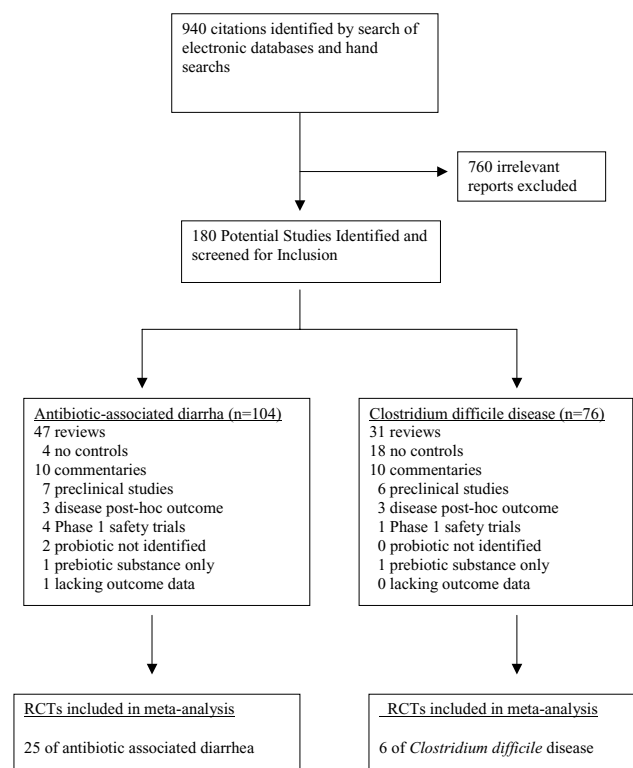 940 citations identified by search of
electronic databases and hand
searchs
760 irrelevant
reports excluded
180 Potential Studies Identified and
screened for Inclusion
Antibiotic-associated diarrha (n=104)
47 reviews
4 no controls
10 commentaries
7 preclinical studies
3 disease post-hoc outcome
4 Phase 1 safety trials
2 probiotic not identified
1 prebiotic substance only
1 lacking outcome data
Clostridium difficile disease (n=76)
31 reviews
18 no controls
10 commentaries
6 preclinical studies
3 disease post-hoc outcome
1 Phase 1 safety trials
0 probiotic not identified
1 prebiotic substance only
0 lacking outcome data
RCTs included in meta-analysis
25 of antibiotic associated diarrhea
RCTs included in meta-analysis
6 of Clostridium difficile disease